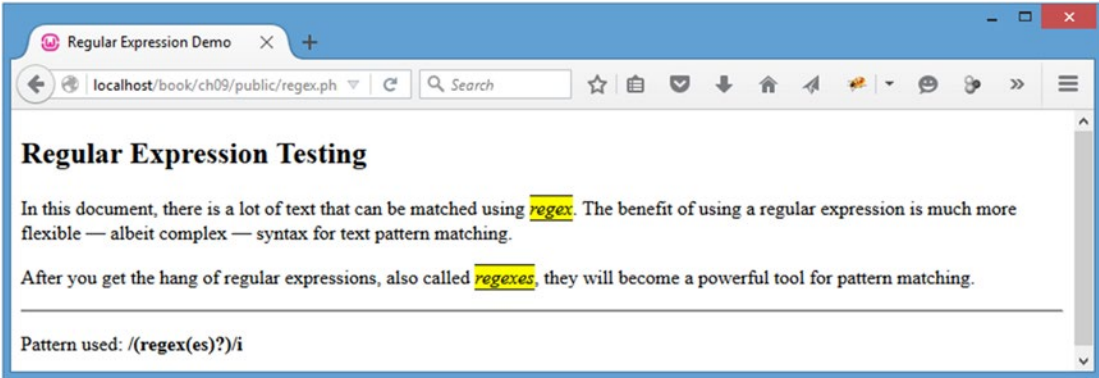 Regular Expression Demo
localhost/book/ch09/public/regex.ph
Search
Regular Expression Testing
In this document, there is a lot of text that can be matched using regex. The benefit of using a regular expression is much more
flexible — albeit complex — syntax for text pattern matching.
After you get the hang of regular expressions, also called regexes, they will become a powerful tool for pattern matching.
Pattern used: /(regex(es)?)/i